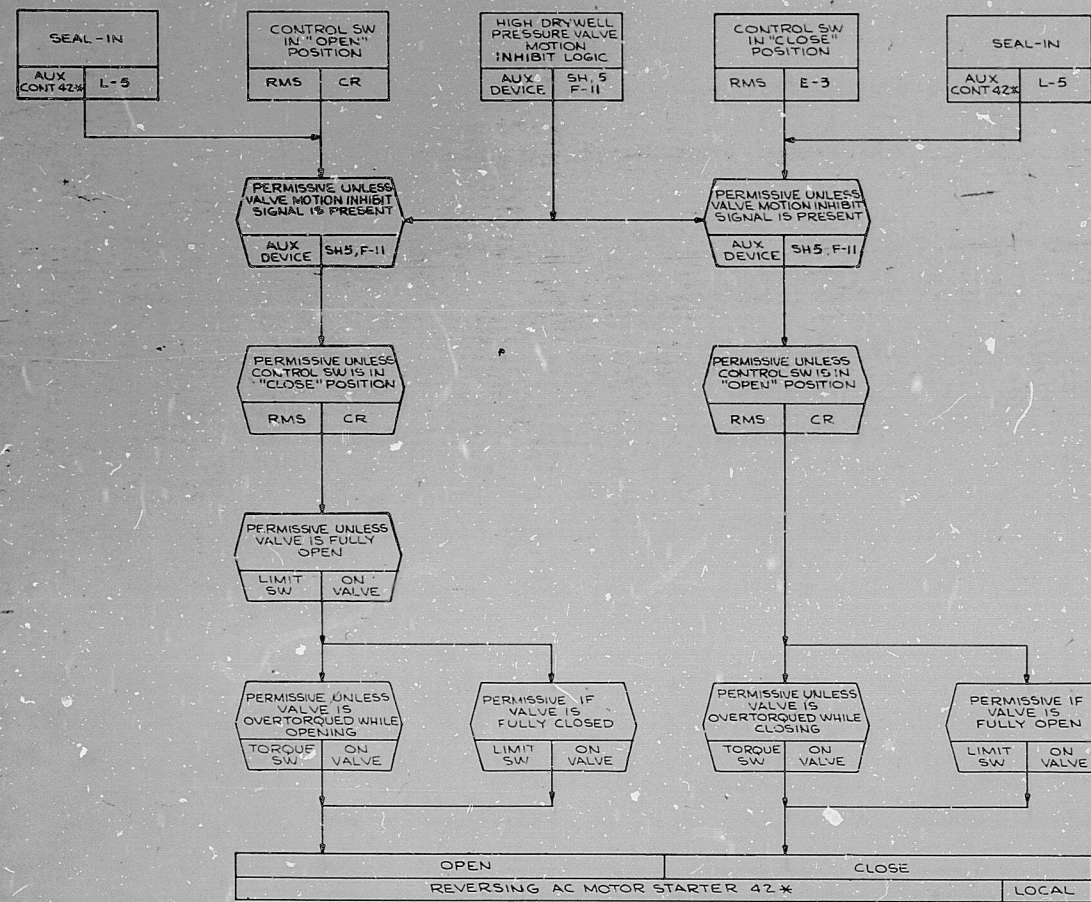 SEAL-IN
AUX CONT 42* L-5
CONTROL SW
IN "OPEN"
POSITION
RMS CR
HIGH DRYWELL
PRESSURE VALVE
MOTION
INHIBIT LOGIC
AUX DEVICE SH, 5 F-11
CONTROL SW
IN "CLOSE"
POSITION
RMS E-3
SEAL-IN
AUX CONT 42* L-5
PERMISSIVE UNLESS
VALVE MOTION INHIBIT
SIGNAL IS PRESENT
AUX DEVICE SH5, F-11
PERMISSIVE UNLESS
VALVE MOTION INHIBIT
SIGNAL IS PRESENT
AUX DEVICE SH5, F-11
PERMISSIVE UNLESS
CONTROL SW IS IN
"CLOSE" POSITION
RMS CR
PERMISSIVE UNLESS
CONTROL SW IS IN
"OPEN" POSITION
RMS CR
PERMISSIVE UNLESS
VALVE IS FULLY
OPEN
LIMIT SW ON VALVE
PERMISSIVE UNLESS
VALVE IS
OVERTORQUED WHILE
OPENING
TORQUE SW ON VALVE
PERMISSIVE IF
VALVE IS
FULLY CLOSED
LIMIT SW ON VALVE
PERMISSIVE UNLESS
VALVE IS
OVERTORQUED WHILE
CLOSING
TORQUE SW ON VALVE
PERMISSIVE IF
VALVE IS
FULLY OPEN
LIMIT SW ON VALVE
OPEN CLOSE
REVERSING AC MOTOR STARTER 42* LOCAL